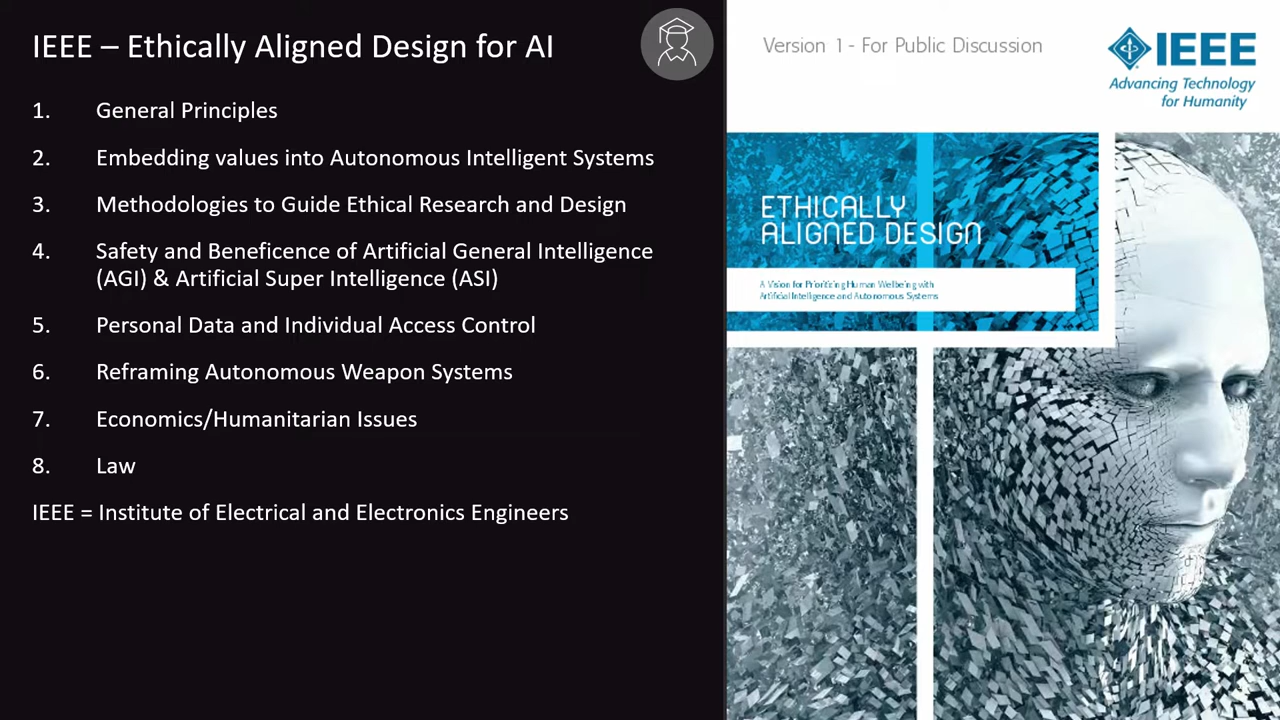 IEEE – Ethically Aligned Design for AI
1. General Principles
2. Embedding values into Autonomous Intelligent Systems
3. Methodologies to Guide Ethical Research and Design
4. Safety and Beneficence of Artificial General Intelligence
(AGI) & Artificial Super Intelligence (ASI)
5. Personal Data and Individual Access Control
6. Reframing Autonomous Weapon Systems
7. Economics/Humanitarian Issues
8. Law
IEEE = Institute of Electrical and Electronics Engineers
Version 1 - For Public Discussion
IEEE
Advancing Technology
for Humanity
ETHICALLY
ALIGNED DESIGN
A Vision for Prioritizing Human Wellbeing with
Artificial Intelligence and Autonomous Systems